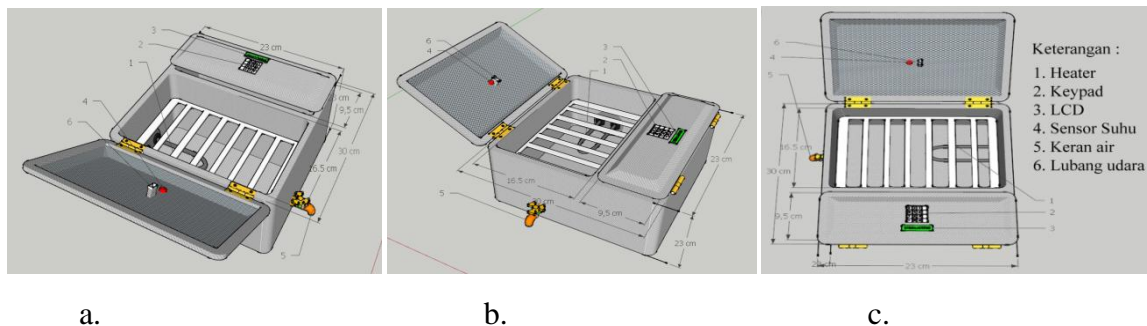 3
2
1
4
6
5
23 cm
9,5 cm
30 cm
16.5 cm
6
4
3
2
1
5
16.5 cm
9,5 cm
23 cm
23 cm
6
4
5
16.5 cm
30 cm
9,5 cm
23 cm
1
2
3
Keterangan :
1. Heater
2. Keypad
3. LCD
4. Sensor Suhu
5. Keran air
6. Lubang udara
a.
b.
c.